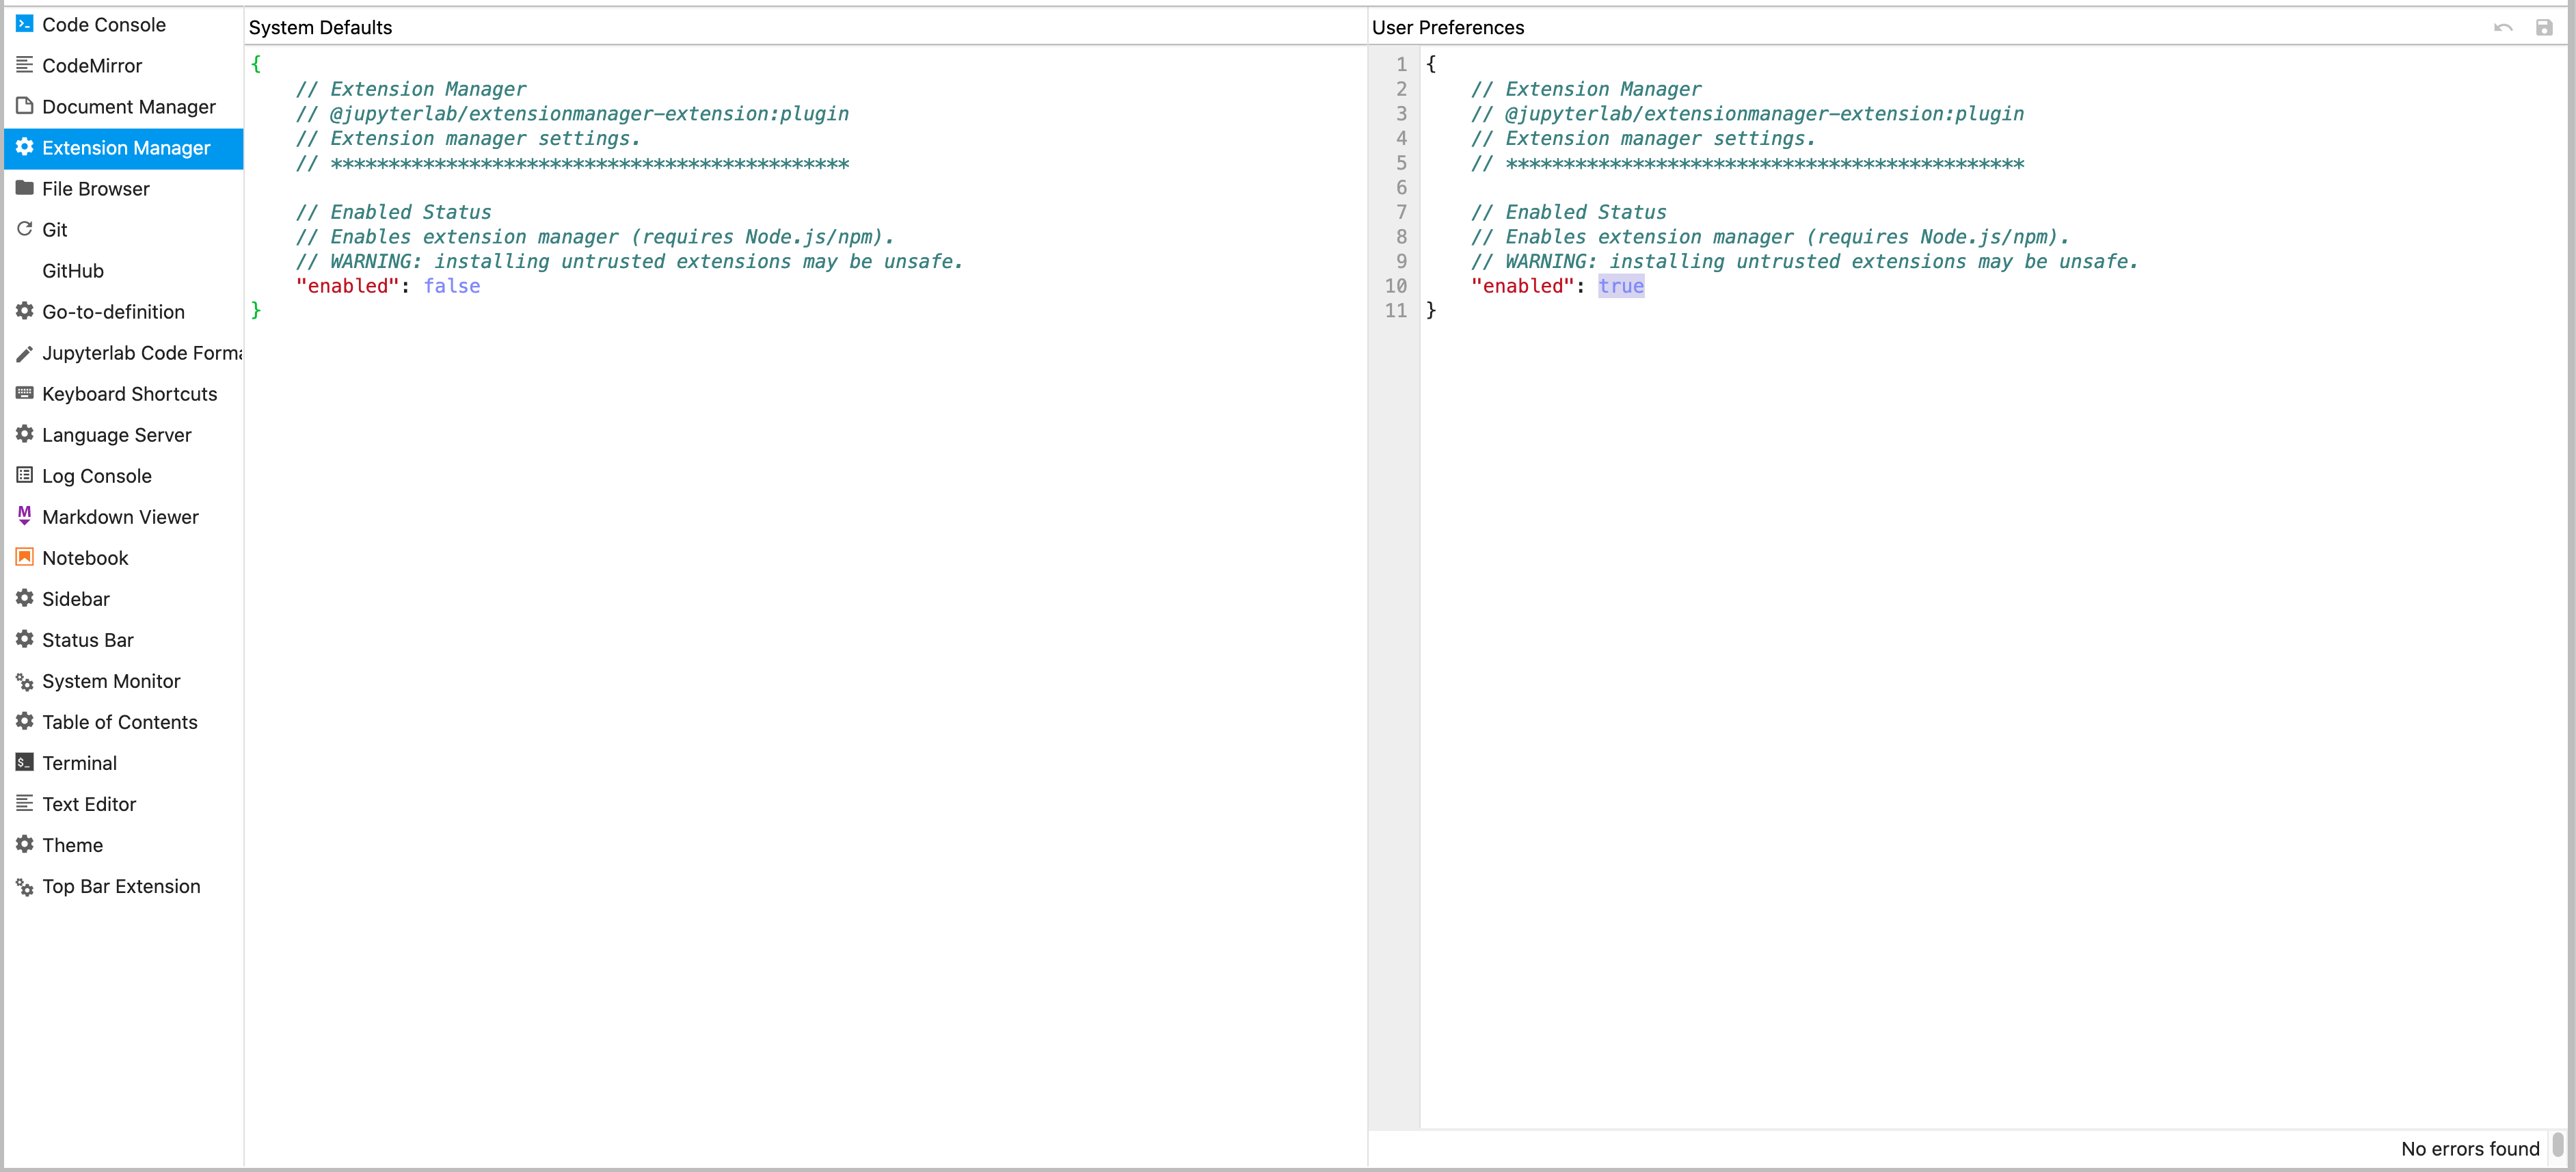 Code Console
CodeMirror
Document Manager
Extension Manager
File Browser
Git
GitHub
Go-to-definition
Jupyterlab Code Forma
Keyboard Shortcuts
Language Server
Log Console
Markdown Viewer
Notebook
Sidebar
Status Bar
System Monitor
Table of Contents
Terminal
Text Editor
Theme
Top Bar Extension
System Defaults
{
// Extension Manager
// @jupyterlab/extensionmanager-extension:plugin
// Extension manager settings.
// *********************************************
// Enabled Status
// Enables extension manager (requires Node.js/npm).
// WARNING: installing untrusted extensions may be unsafe.
"enabled": false
}
User Preferences
1 {
2 // Extension Manager
3 // @jupyterlab/extensionmanager-extension:plugin
4 // Extension manager settings.
5 // *********************************************
6
7 // Enabled Status
8 // Enables extension manager (requires Node.js/npm).
9 // WARNING: installing untrusted extensions may be unsafe.
10 "enabled": true
11 }
No errors found